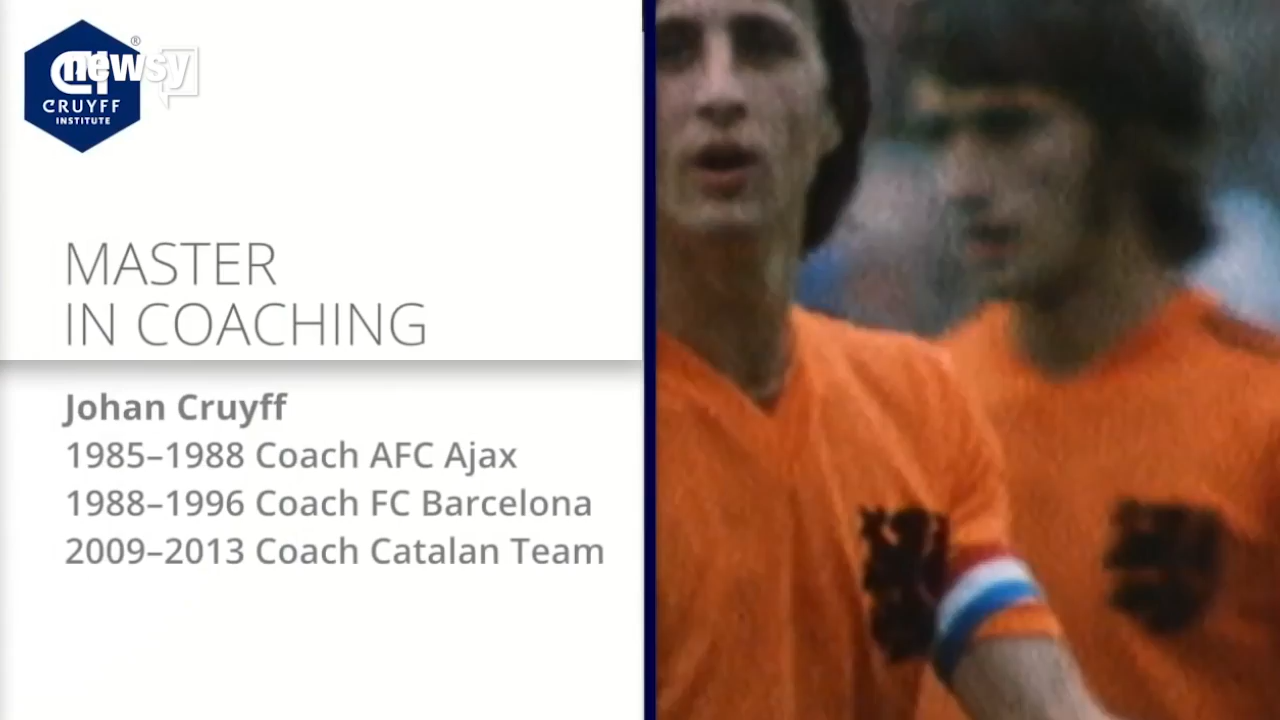 newsy
®
CRUYFF
INSTITUTE
MASTER
IN COACHING
Johan Cruyff
1985–1988 Coach AFC Ajax
1988–1996 Coach FC Barcelona
2009–2013 Coach Catalan Team